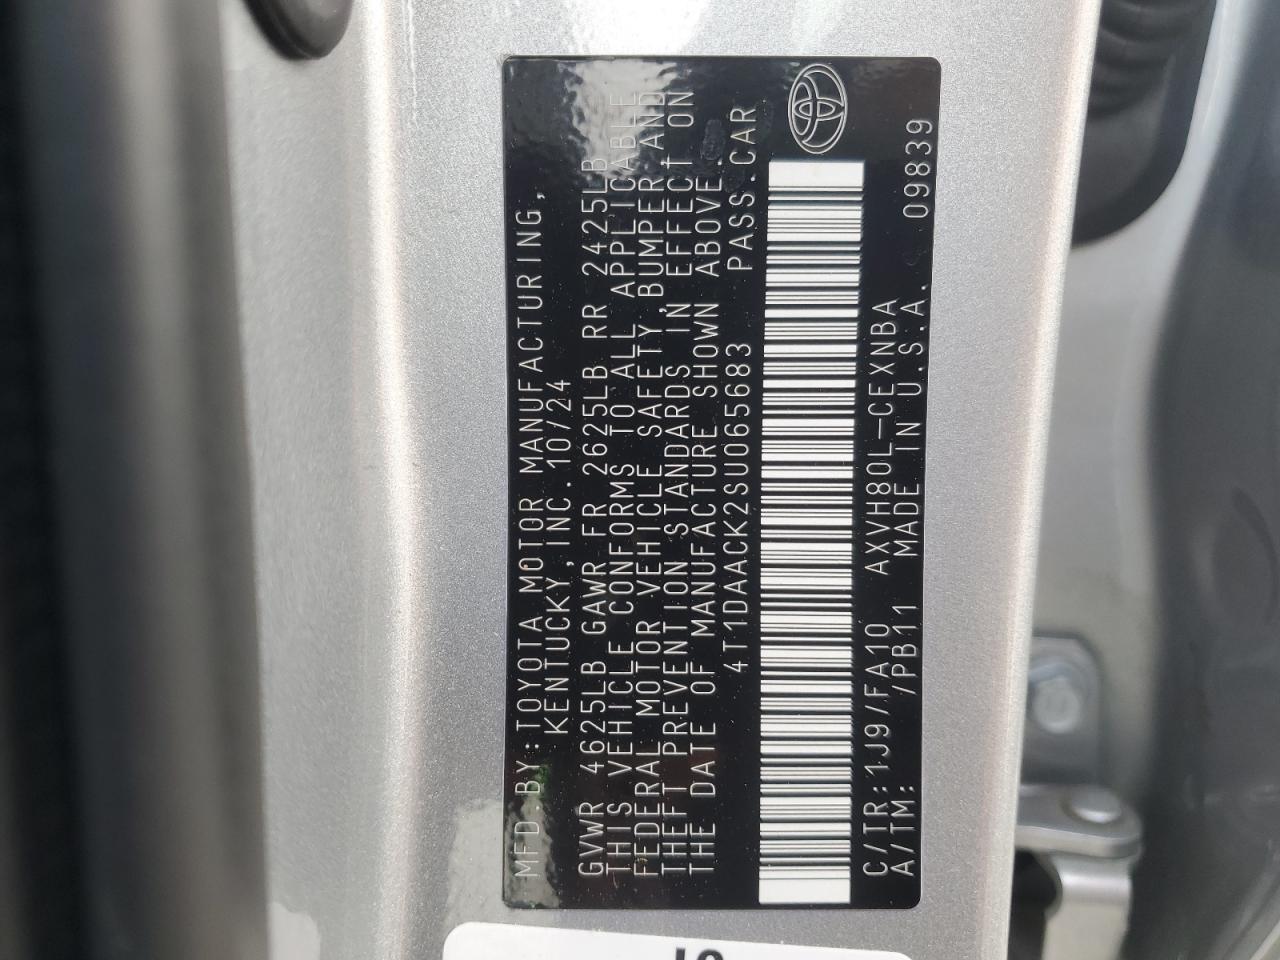 MFD.BY:TOYOTA MOTOR MANUFACTURING,
KENTUCKY,INC.10/24
GVWR 4625LB GAWR FR 2625LB RR 2425LB
THIS VEHICLE CONFORMS TO ALL APPLICABLE
FEDERAL MOTOR VEHICLE SAFETY,BUMPER,AND
THEFT PREVENTION STANDARDS IN EFFECT ON
THE DATE OF MANUFACTURE SHOWN ABOVE.
4T1DAACK2SU065683 PASS.CAR
C/TR:1J9/FA10 AXVH80L-CEXNBA
A/TM: /PB11 MADE IN U.S.A. 09839